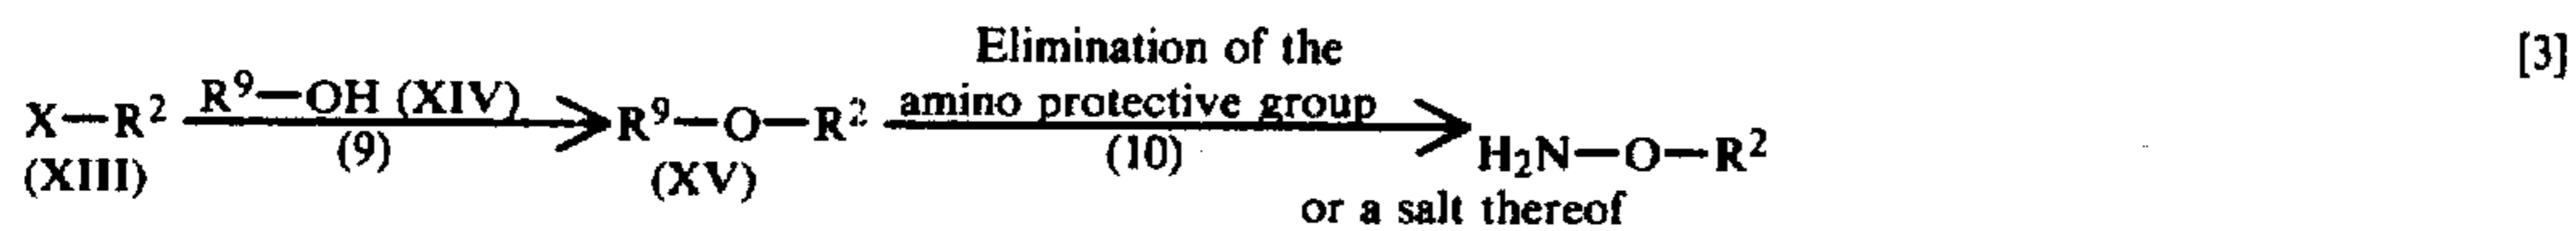 Elimination of the [3]
X—R² R⁹—OH (XIV) R⁹—O—R² amino protective group
(XIII) (9) (XV) (10) H₂N—O—R²
or a salt thereof